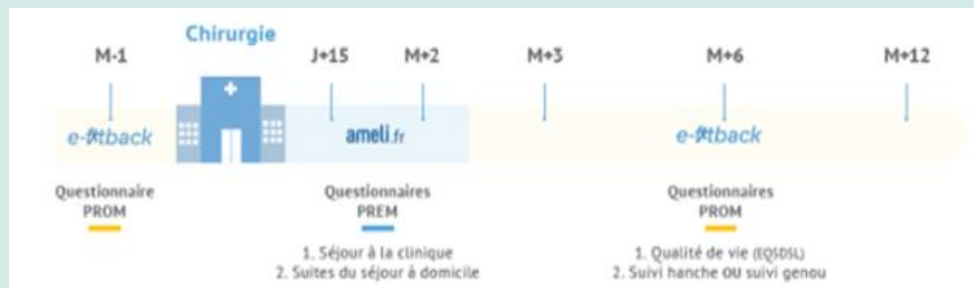 Chirurgie
M-1
J+15
M+2
M+3
M+6
M+12
e-fitback
ameli.fr
e-fitback
Questionnaire
PROM
Questionnaires
PREM
1. Séjour à la clinique
2. Suites du séjour à domicile
Questionnaires
PROM
1. Qualité de vie (EQ5D5L)
2. Suivi hanche OU suivi genou